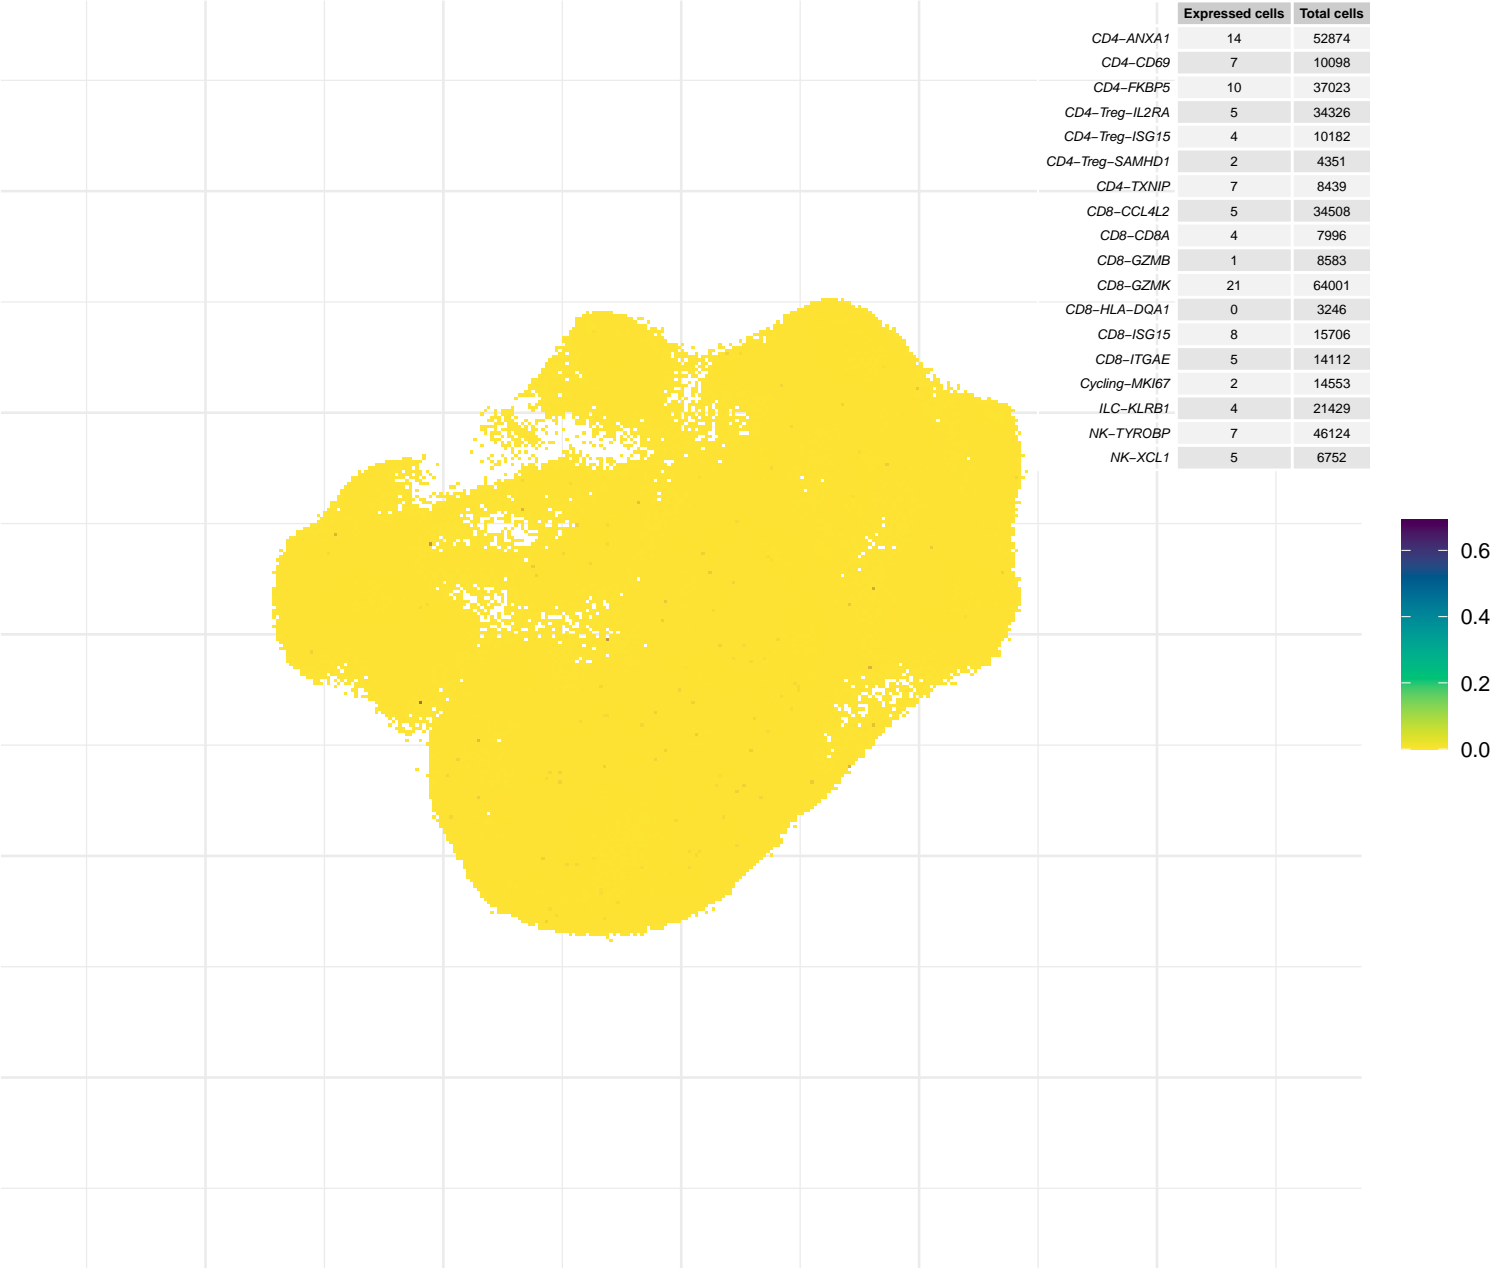 Expressed cells Total cells
CD4−ANXA1 14 52874
CD4−CD69 7 10098
CD4−FKBP5 10 37023
CD4−Treg−IL2RA 5 34326
CD4−Treg−ISG15 4 10182
CD4−Treg−SAMHD1 2 4351
CD4−TXNIP 7 8439
CD8−CCL4L2 5 34508
CD8−CD8A 4 7996
CD8−GZMB 1 8583
CD8−GZMK 21 64001
CD8−HLA−DQA1 0 3246
CD8−ISG15 8 15706
CD8−ITGAE 5 14112
Cycling−MKI67 2 14553
ILC−KLRB1 4 21429
NK−TYROBP 7 46124
NK−XCL1 5 6752
0.6
0.4
0.2
0.0